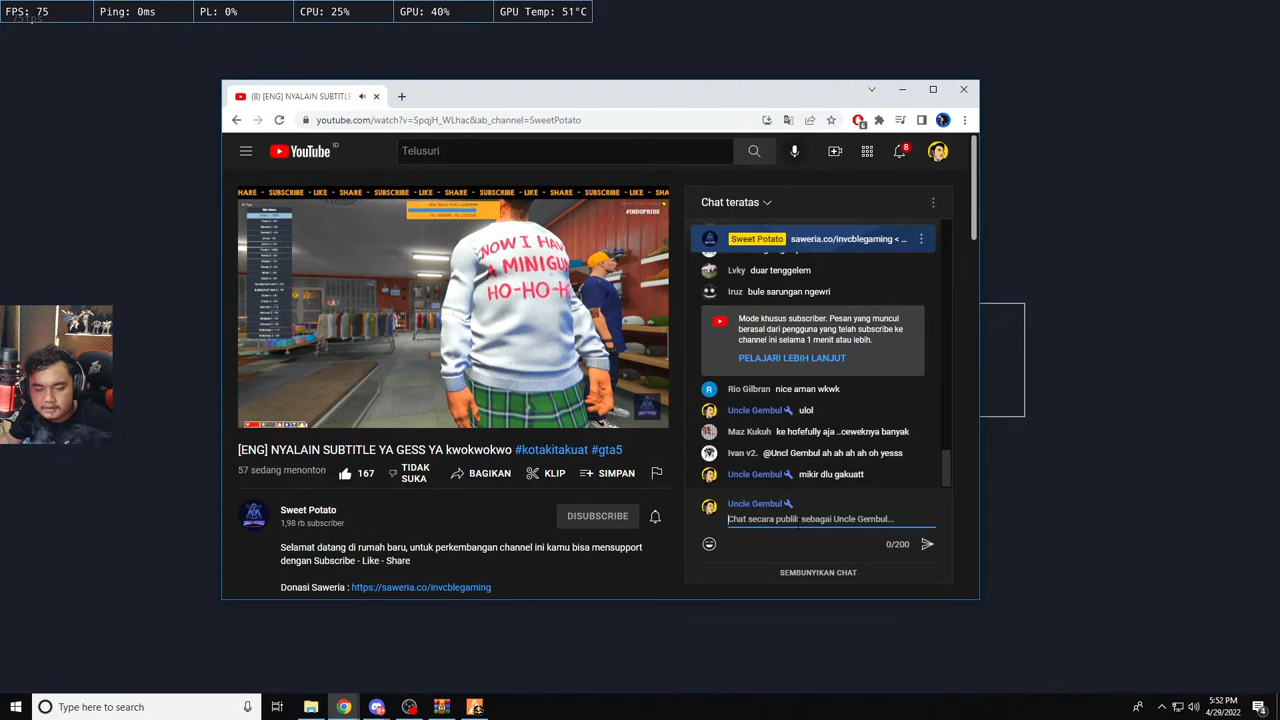 FPS: 75
Ping: 0ms
PL: 0%
CPU: 25%
GPU: 40%
GPU Temp: 51°C
75fps
(8) [ENG] NYALAIN SUBTITLE
youtube.com/watch?v=SpqjH_WLhac&ab_channel=SweetPotato
6
YouTube ID
Telusuri
8
HARE - SUBSCRIBE - LIKE - SHARE - SUBSCRIBE - LIKE - SHARE - SUBSCRIBE - LIKE - SHARE - SUBSCRIBE - LIKE - SHA
#INDOPRIDE
NOW I HAV
A MINIGUN
HO-HO-H
Chat teratas
Sweet Potato saweria.co/invcblegaming < ...
Lvky duar tenggelem
Iruz bule sarungan ngewri
Mode khusus subscriber. Pesan yang muncul
berasal dari pengguna yang telah subscribe ke
channel ini selama 1 menit atau lebih.
PELAJARI LEBIH LANJUT
R Rio Gilbran nice aman wkwk
Uncle Gembul ulol
Maz Kukuh ke hofefully aja ..ceweknya banyak
Ivan v2. @Uncl Gembul ah ah ah ah oh yesss
Uncle Gembul mikir dlu gakuatt
Uncle Gembul
Chat secara publik sebagai Uncle Gembul...
0/200
SEMBUNYIKAN CHAT
[ENG] NYALAIN SUBTITLE YA GESS YA kwokwokwo #kotakitakuat #gta5
57 sedang menonton
167
TIDAK
SUKA
BAGIKAN
KLIP
SIMPAN
Sweet Potato
1,98 rb subscriber
DISUBSCRIBE
Selamat datang di rumah baru, untuk perkembangan channel ini kamu bisa mensupport
dengan Subscribe - Like - Share
Donasi Saweria : https://saweria.co/invcblegaming
Type here to search
5:52 PM
4/29/2022
4